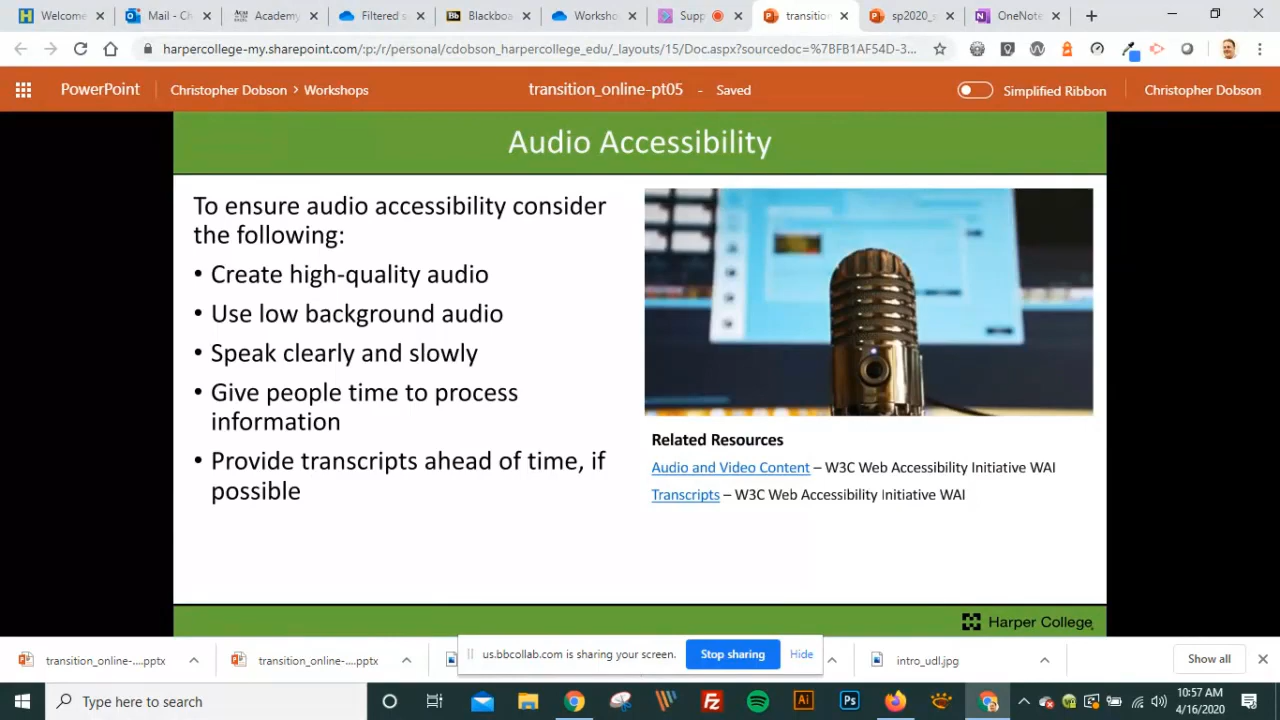 Welcome
Mail - Ch
Academy
Filtered s
Blackboa
Worksho
Supp
transition
sp2020_s
OneNote
harpercollege-my.sharepoint.com/:p:/r/personal/cdobson_harpercollege_edu/_layouts/15/Doc.aspx?sourcedoc=%7BFB1AF54D-3...
PowerPoint Christopher Dobson > Workshops transition_online-pt05 - Saved Simplified Ribbon Christopher Dobson
Audio Accessibility
To ensure audio accessibility consider
the following:
• Create high-quality audio
• Use low background audio
• Speak clearly and slowly
• Give people time to process
information
• Provide transcripts ahead of time, if
possible
Related Resources
Audio and Video Content – W3C Web Accessibility Initiative WAI
Transcripts – W3C Web Accessibility Initiative WAI
Harper College
transition_online-....pptx
transition_online-....pptx
us.bbcollab.com is sharing your screen. Stop sharing Hide
intro_udl.jpg
Show all
Type here to search
10:57 AM
4/16/2020